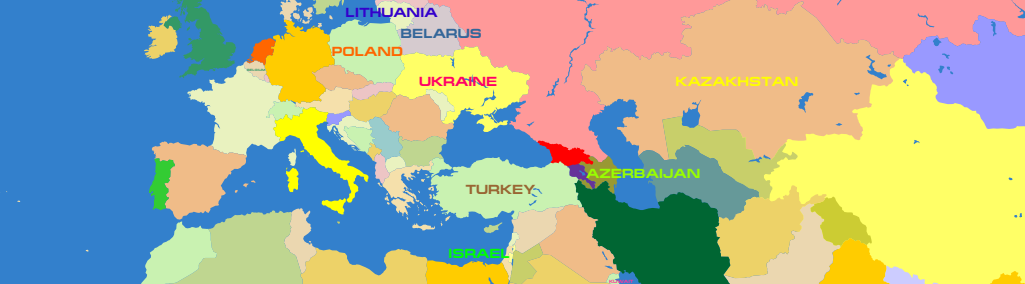 LITHUANIA
BELARUS
POLAND
UKRAINE
KAZAKHSTAN
AZERBAIJAN
TURKEY
ISRAEL